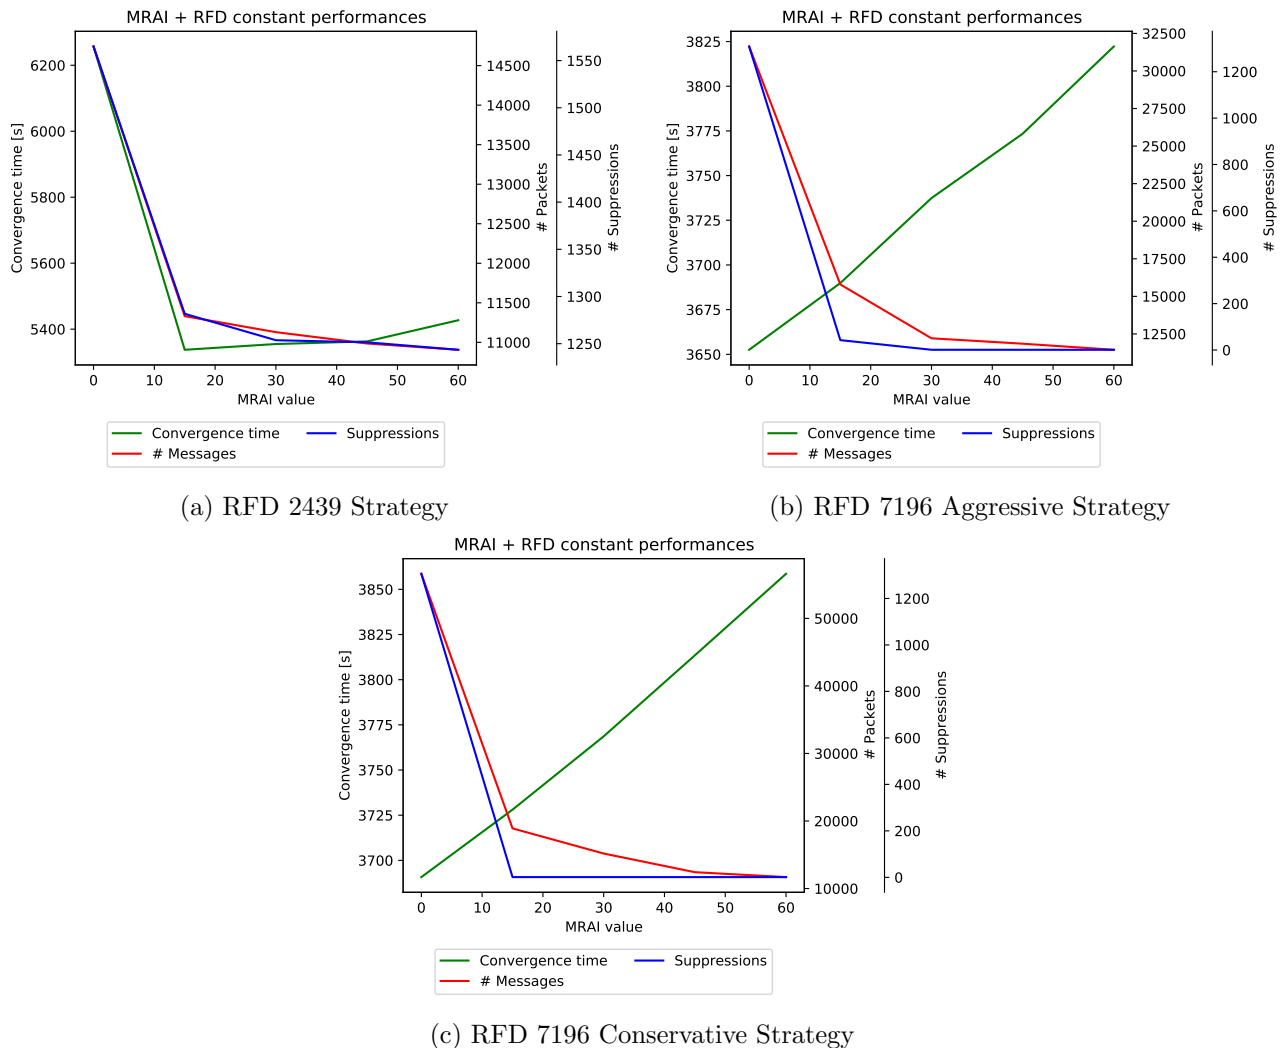 MRAI + RFD constant performances
Convergence time [s]
6200
6000
5800
5600
5400
0 10 20 30 40 50 60
MRAI value
14500
14000
13500
13000
12500
12000
11500
11000
# Packets
1550
1500
1450
1400
1350
1300
1250
# Suppressions
Convergence time
Suppressions
# Messages
(a) RFD 2439 Strategy
MRAI + RFD constant performances
Convergence time [s]
3825
3800
3775
3750
3725
3700
3675
3650
0 10 20 30 40 50 60
MRAI value
32500
30000
27500
25000
22500
20000
17500
15000
12500
# Packets
1200
1000
800
600
400
200
0
# Suppressions
Convergence time
Suppressions
# Messages
(b) RFD 7196 Aggressive Strategy
MRAI + RFD constant performances
Convergence time [s]
3850
3825
3800
3775
3750
3725
3700
0 10 20 30 40 50 60
MRAI value
50000
40000
30000
20000
10000
# Packets
1200
1000
800
600
400
200
0
# Suppressions
Convergence time
Suppressions
# Messages
(c) RFD 7196 Conservative Strategy